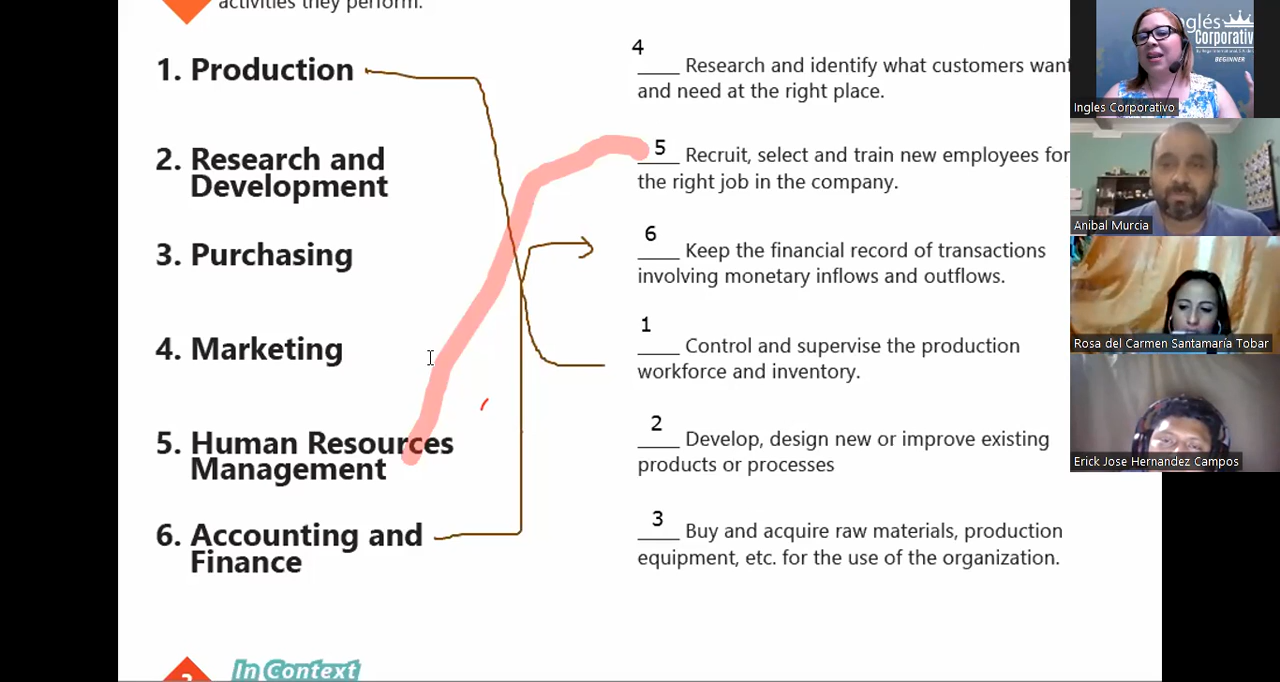 activities they perform.
1. Production
2. Research and
Development
3. Purchasing
4. Marketing
5. Human Resources
Management
6. Accounting and
Finance
4
____ Research and identify what customers want
and need at the right place.
5
____ Recruit, select and train new employees for
the right job in the company.
6
____ Keep the financial record of transactions
involving monetary inflows and outflows.
1
____ Control and supervise the production
workforce and inventory.
2
____ Develop, design new or improve existing
products or processes
3
____ Buy and acquire raw materials, production
equipment, etc. for the use of the organization.
In Context
nglés
Corporativ
BEGINNER
Ingles Corporativo
Anibal Murcia
Rosa del Carmen Santamaría Tobar
Erick Jose Hernandez Campos